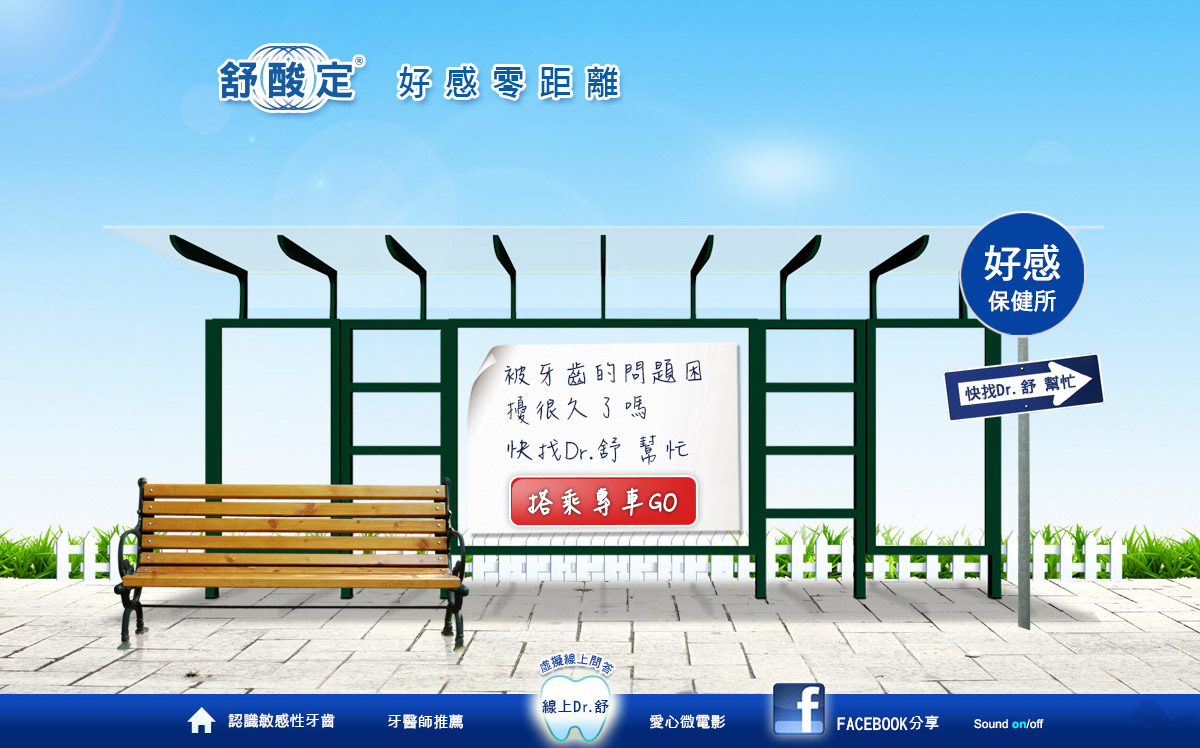 舒酸定® 好感零距離
好感
保健所
快找Dr.舒 幫忙
被牙齒的問題困
擾很久了嗎
快找Dr.舒 幫忙
搭乘專車GO
虛擬線上問答
線上Dr.舒
認識敏感性牙齒
牙醫師推薦
愛心微電影
f
FACEBOOK分享
Sound on/off